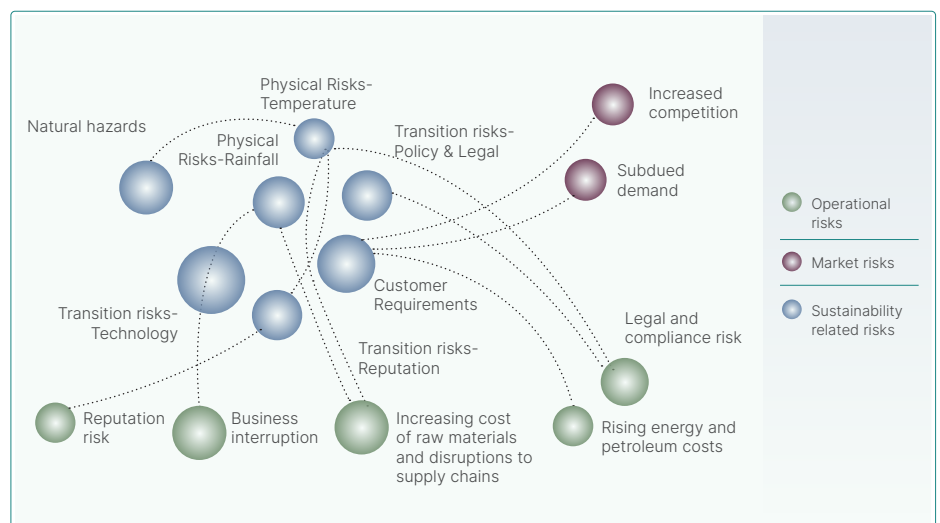 Physical Risks-
Temperature
Natural hazards
Physical
Risks-Rainfall
Transition risks-
Policy & Legal
Increased
competition
Subdued
demand
Customer
Requirements
Transition risks-
Technology
Transition risks-
Reputation
Legal and
compliance risk
Reputation
risk
Business
interruption
Increasing cost
of raw materials
and disruptions to
supply chains
Rising energy and
petroleum costs
Operational
risks
Market risks
Sustainability
related risks